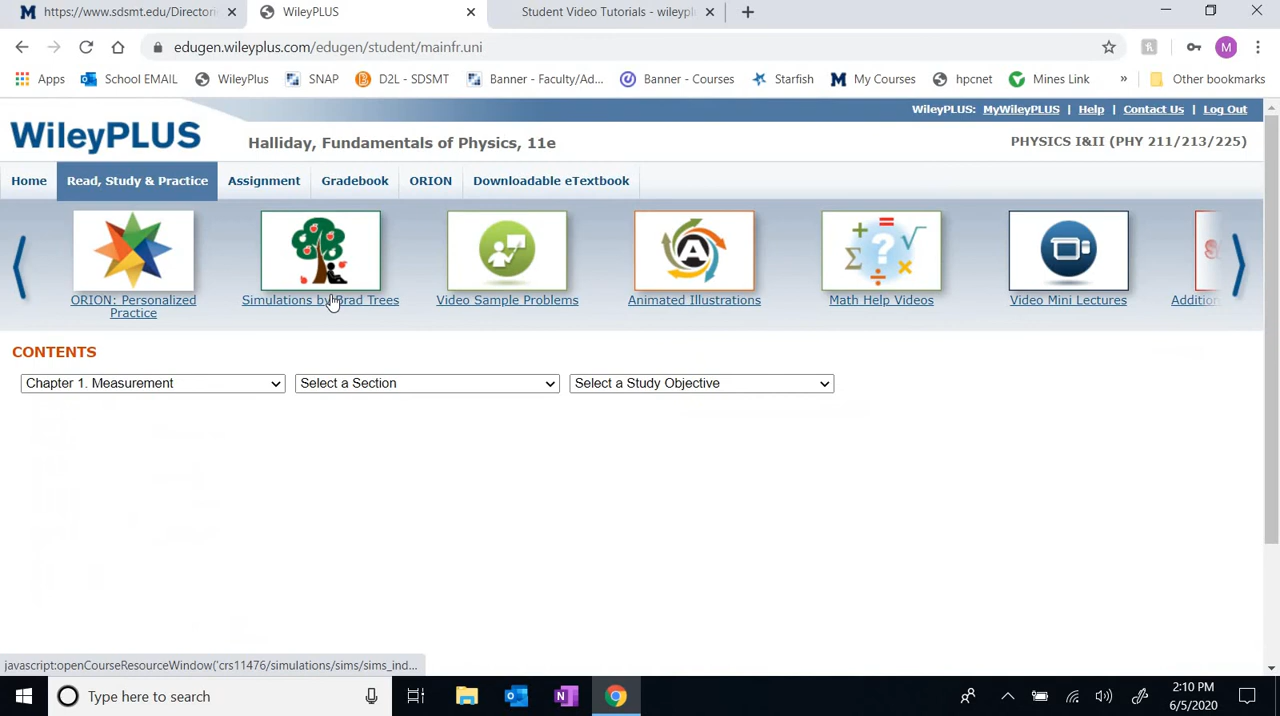 https://www.sdsmt.edu/Directori
WileyPLUS
Student Video Tutorials - wileypl
edugen.wileyplus.com/edugen/student/mainfr.uni
M
Apps
School EMAIL
WileyPlus
SNAP
D2L - SDSMT
Banner - Faculty/Ad...
Banner - Courses
Starfish
My Courses
hpcnet
Mines Link
»
Other bookmarks
WileyPLUS: MyWileyPLUS | Help | Contact Us | Log Out
WileyPLUS
Halliday, Fundamentals of Physics, 11e
PHYSICS I&II (PHY 211/213/225)
Home
Read, Study & Practice
Assignment
Gradebook
ORION
Downloadable eTextbook
ORION: Personalized
Practice
Simulations by Brad Trees
Video Sample Problems
Animated Illustrations
Math Help Videos
Video Mini Lectures
Addition
CONTENTS
Chapter 1. Measurement
Select a Section
Select a Study Objective
javascript:openCourseResourceWindow('crs11476/simulations/sims/sims_ind...
Type here to search
2:10 PM
6/5/2020